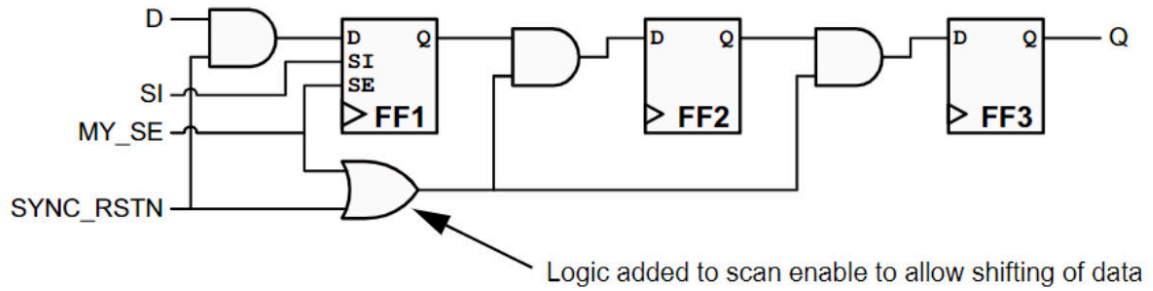 D
D Q
SI
SE
FF1
D Q
FF2
D Q
FF3
Q
SI
MY_SE
SYNC_RSTN
Logic added to scan enable to allow shifting of data